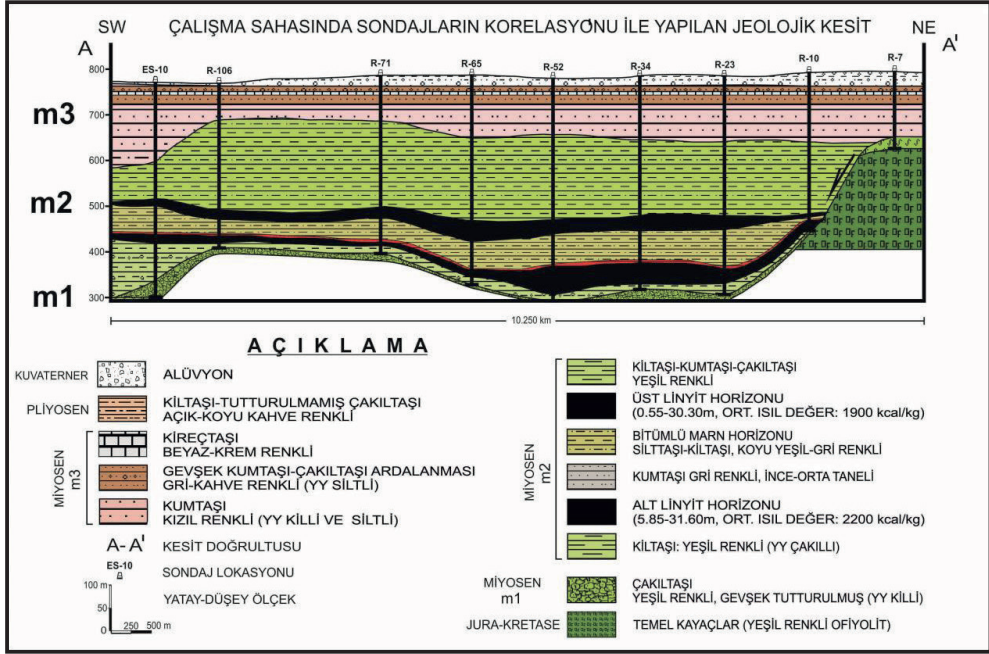 SW
ÇALIŞMA SAHASINDA SONDAJLARIN KORELASYONU İLE YAPILAN JEOLOJİK KESİT
NE
A
A'
ES-10
R-106
R-71
R-65
R-52
R-34
R-23
R-10
R-7
800
m3
700
600
m2
500
400
m1
300
10.250 km
AÇIKLAMA
KUVATERNER
ALÜVYON
PLİYOSEN
KİLTAŞI-TUTTURULMAMIŞ ÇAKILTAŞI
AÇIK-KOYU KAHVE RENKLİ
MİYOSEN
m3
KİREÇTAŞI
BEYAZ-KREM RENKLİ
GEVŞEK KUMTAŞI-ÇAKILTAŞI ARDALANMASI
GRİ-KAHVE RENKLİ (YY SİLTLİ)
KUMTAŞI
KIZIL RENKLİ (YY KİLLİ VE SİLTLİ)
A-A'
KESİT DOĞRULTUSU
ES-10
SONDAJ LOKASYONU
100 m
50
0
250 500 m
YATAY-DÜŞEY ÖLÇEK
MİYOSEN
m2
KİLTAŞI-KUMTAŞI-ÇAKILTAŞI
YEŞİL RENKLİ
ÜST LİNYİT HORİZONU
(0.55-30.30m, ORT. ISIL DEĞER: 1900 kcal/kg)
BİTÜMLÜ MARN HORİZONU
SİLTTAŞI-KİLTAŞI, KOYU YEŞİL-GRİ RENKLİ
KUMTAŞI GRİ RENKLİ, İNCE-ORTA TANELİ
ALT LİNYİT HORİZONU
(5.85-31.60m, ORT. ISIL DEĞER: 2200 kcal/kg)
KİLTAŞI: YEŞİL RENKLİ (YY ÇAKILLI)
MİYOSEN
m1
ÇAKILTAŞI
YEŞİL RENKLİ, GEVŞEK TUTTURULMUŞ (YY KİLLİ)
JURA-KRETASE
TEMEL KAYAÇLAR (YEŞİL RENKLİ OFİYOLİT)